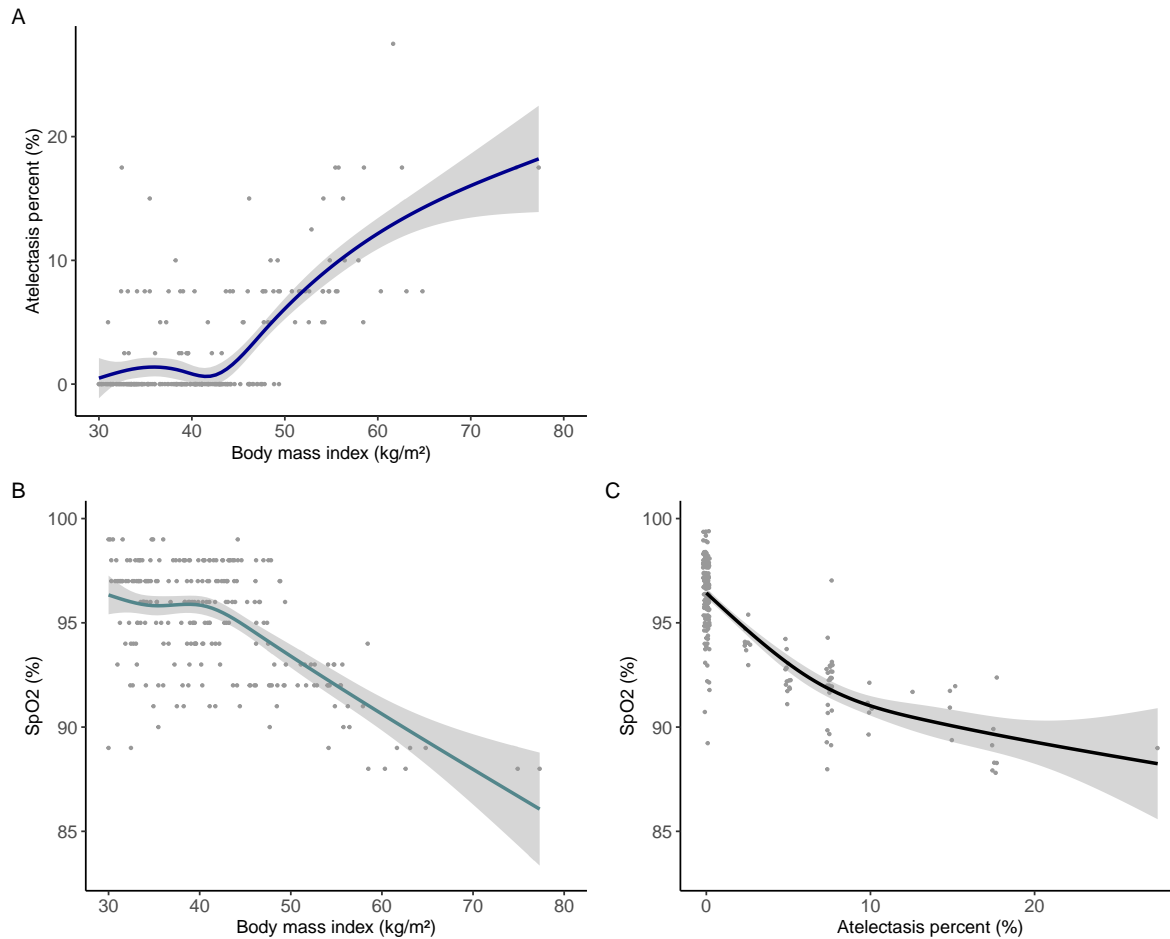 A
Atelectasis percent (%)
20
10
0
30 40 50 60 70 80
Body mass index (kg/m²)
B
SpO2 (%)
100
95
90
85
30 40 50 60 70 80
Body mass index (kg/m²)
C
SpO2 (%)
100
95
90
85
0 10 20
Atelectasis percent (%)